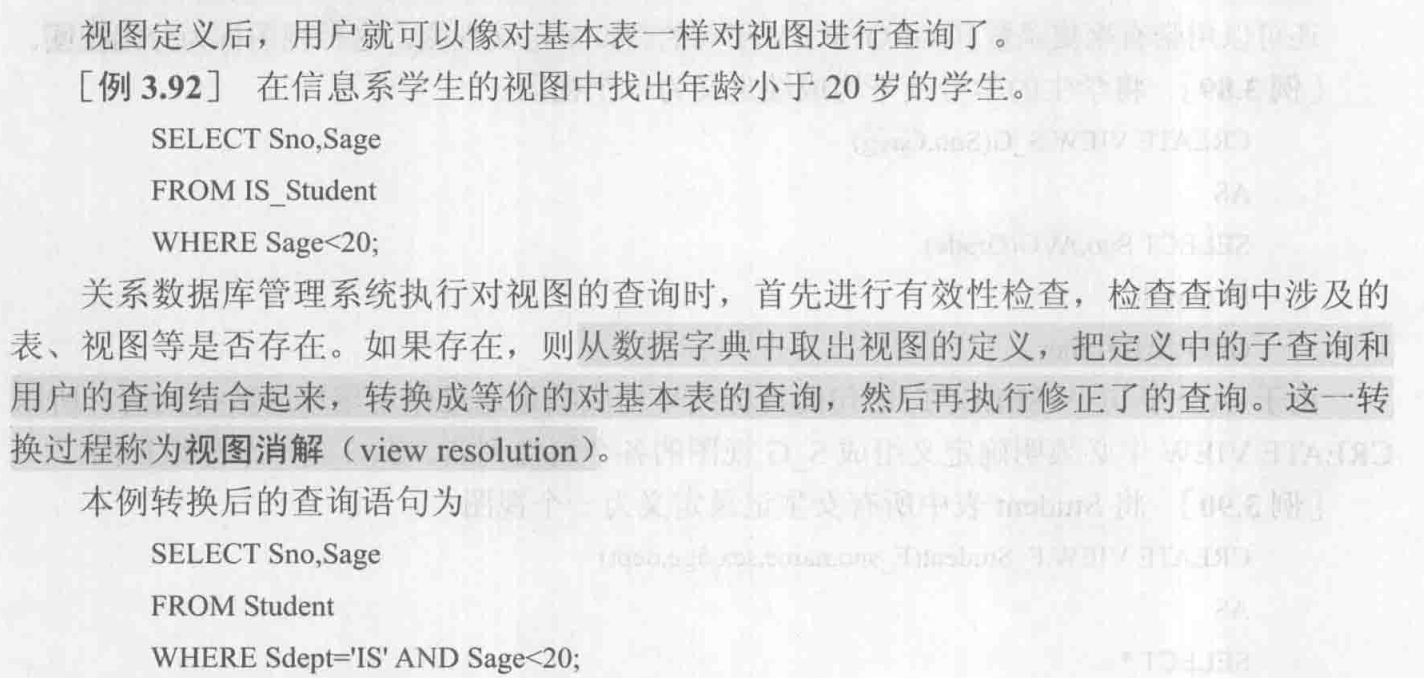 视图定义后，用户就可以像对基本表一样对视图进行查询了。
［例 3.92］ 在信息系学生的视图中找出年龄小于 20 岁的学生。
SELECT Sno,Sage
FROM IS_Student
WHERE Sage<20;
关系数据库管理系统执行对视图的查询时，首先进行有效性检查，检查查询中涉及的
表、视图等是否存在。如果存在，则从数据字典中取出视图的定义，把定义中的子查询和
用户的查询结合起来，转换成等价的对基本表的查询，然后再执行修正了的查询。这一转
换过程称为视图消解（view resolution）。
本例转换后的查询语句为
SELECT Sno,Sage
FROM Student
WHERE Sdept='IS' AND Sage<20;